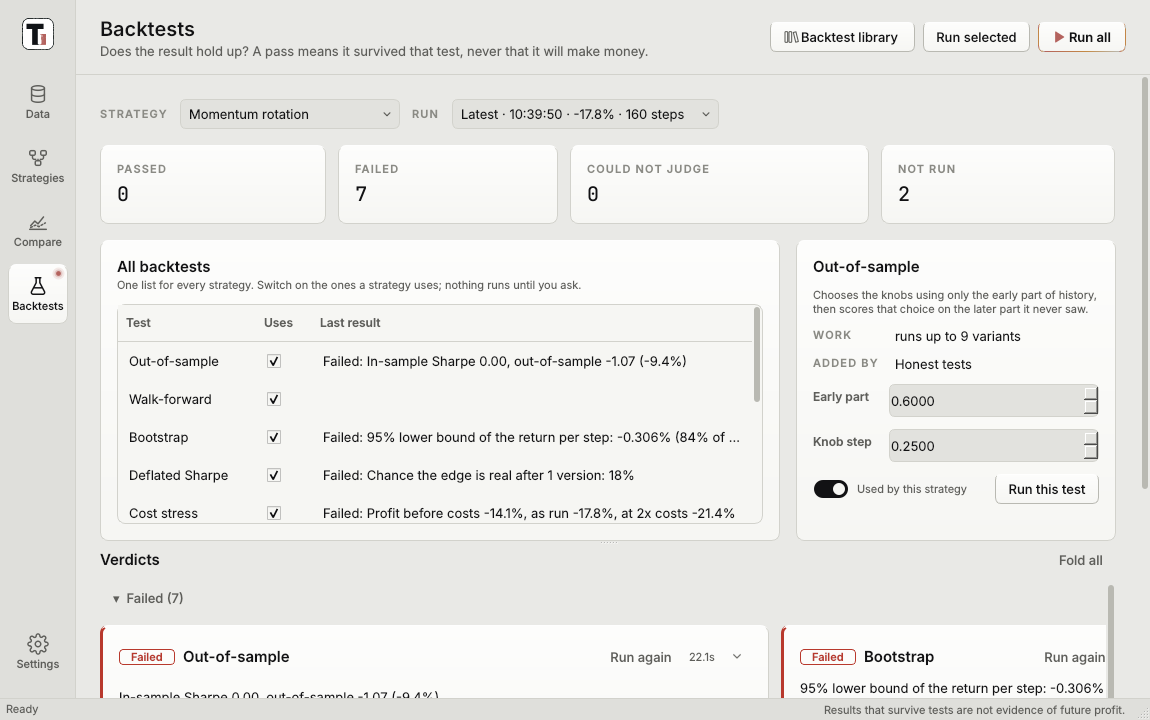 Backtests
Does the result hold up? A pass means it survived that test, never that it will make money.
Backtest library
Run selected
Run all
Data
Strategies
Compare
Backtests
Settings
STRATEGY
Momentum rotation
RUN
Latest · 10:39:50 · -17.8% · 160 steps
PASSED
0
FAILED
7
COULD NOT JUDGE
0
NOT RUN
2
All backtests
One list for every strategy. Switch on the ones a strategy uses; nothing runs until you ask.
Test Uses Last result
Out-of-sample Failed: In-sample Sharpe 0.00, out-of-sample -1.07 (-9.4%)
Walk-forward
Bootstrap Failed: 95% lower bound of the return per step: -0.306% (84% of ...
Deflated Sharpe Failed: Chance the edge is real after 1 version: 18%
Cost stress Failed: Profit before costs -14.1%, as run -17.8%, at 2x costs -21.4%
Out-of-sample
Chooses the knobs using only the early part of history,
then scores that choice on the later part it never saw.
WORK runs up to 9 variants
ADDED BY Honest tests
Early part 0.6000
Knob step 0.2500
Used by this strategy
Run this test
Verdicts
Fold all
▾ Failed (7)
Failed Out-of-sample Run again 22.1s
In-sample Sharpe 0.00, out-of-sample -1.07 (-9.4%)
Failed Bootstrap Run again
95% lower bound of the return per step: -0.306%
Ready
Results that survive tests are not evidence of future profit.